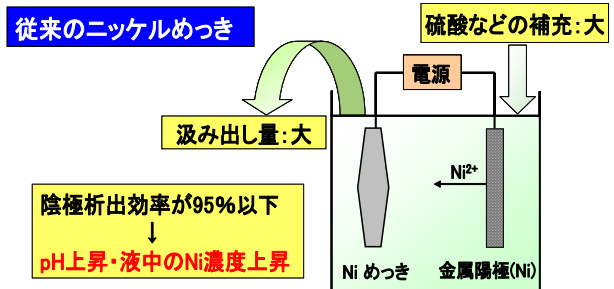 従来のニッケルめっき
硫酸などの補充：大
電源
汲み出し量：大
Ni²⁺
陰極析出効率が95％以下
↓
pH上昇・液中のNi濃度上昇
Ni めっき
金属陽極(Ni)